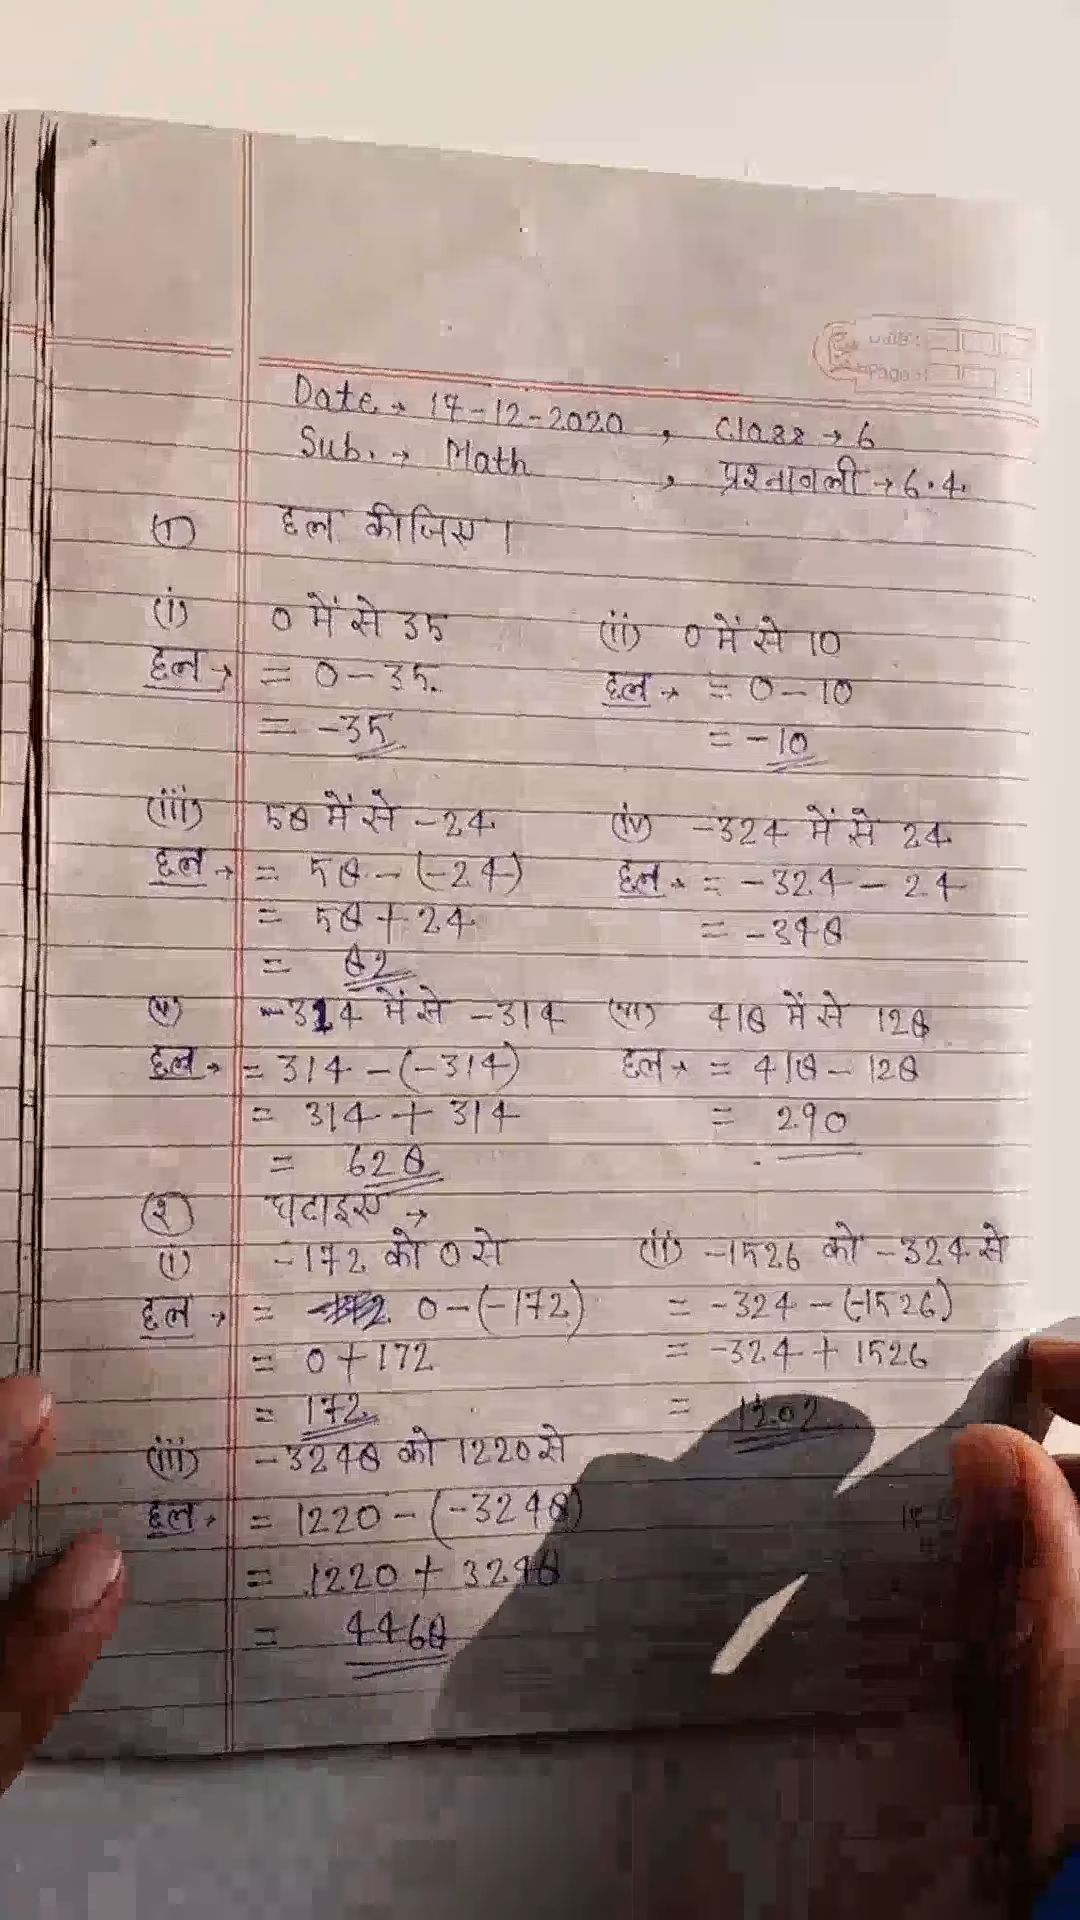 Date → 17-12-2020 , Class → 6
Sub. → Math , प्रश्नावली → 6.4.
(1) हल कीजिए।
(i) 0 में से 35 (ii) 0 में से 10
हल → = 0 - 35. हल → = 0 - 10
= -35 = -10
(iii) 58 में से -24 (iv) -324 में से 24
हल → = 58 - (-24) हल → = -324 - 24
= 58 + 24 = -348
= 82
(v) -314 में से -314 (vi) 418 में से 128
हल → = 314 - (-314) हल → = 418 - 128
= 314 + 314 = 290
= 628
(2) घटाइए →
(i) -172 को 0 से (ii) -1526 को -324 से
हल → = 0 - (-172) = -324 - (-1526)
= 0 + 172 = -324 + 1526
= 172 = 1202
(iii) -3248 को 1220 से
हल → = 1220 - (-3248)
= 1220 + 3248
= 4468